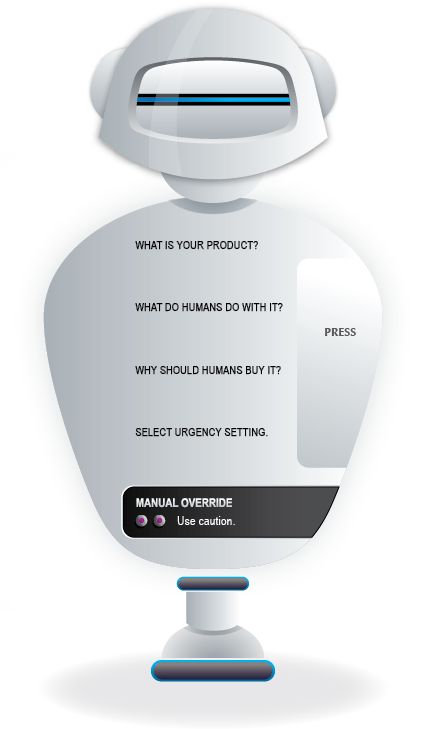 WHAT IS YOUR PRODUCT?
WHAT DO HUMANS DO WITH IT?
PRESS
WHY SHOULD HUMANS BUY IT?
SELECT URGENCY SETTING.
MANUAL OVERRIDE
Use caution.